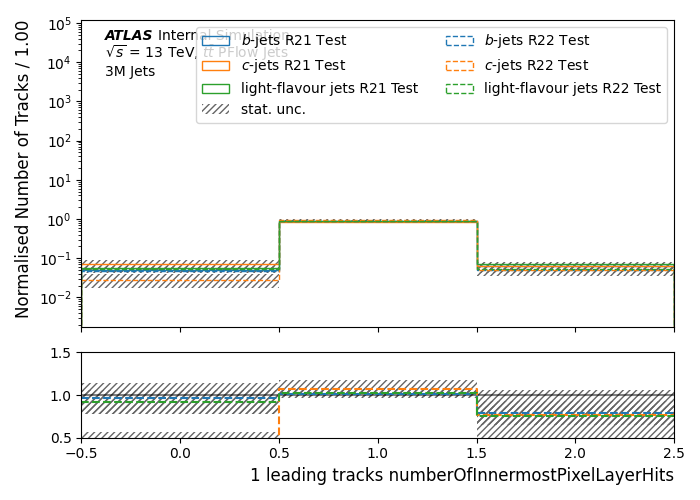 Normalised Number of Tracks / 1.00
10⁵
10⁴
10³
10²
10¹
10⁰
10⁻¹
10⁻²
ATLAS Internal Simulation
√s = 13 TeV, tt̄ PFlow Jets
3M Jets
b-jets R21 Test
c-jets R21 Test
light-flavour jets R21 Test
stat. unc.
b-jets R22 Test
c-jets R22 Test
light-flavour jets R22 Test
1.5
1.0
0.5
−0.5 0.0 0.5 1.0 1.5 2.0 2.5
1 leading tracks numberOfInnermostPixelLayerHits